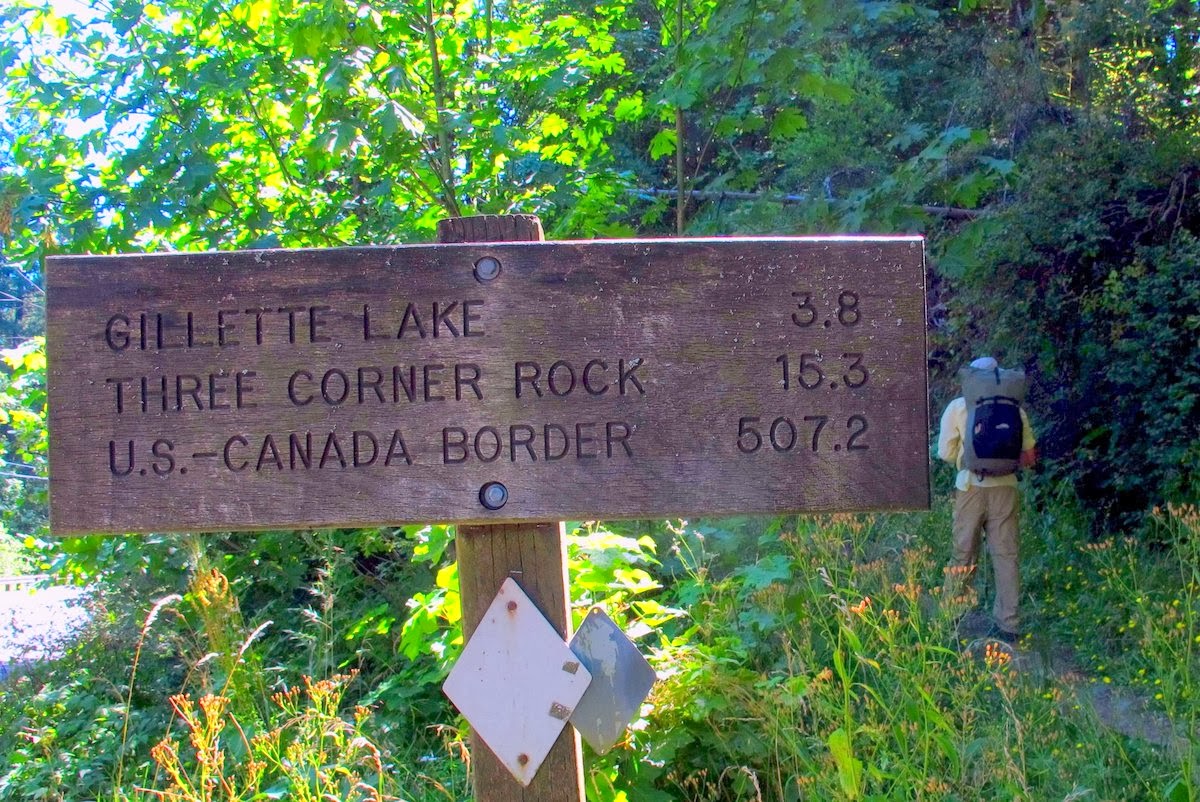 GILLETTE LAKE 3.8
THREE CORNER ROCK 15.3
U.S.-CANADA BORDER 507.2